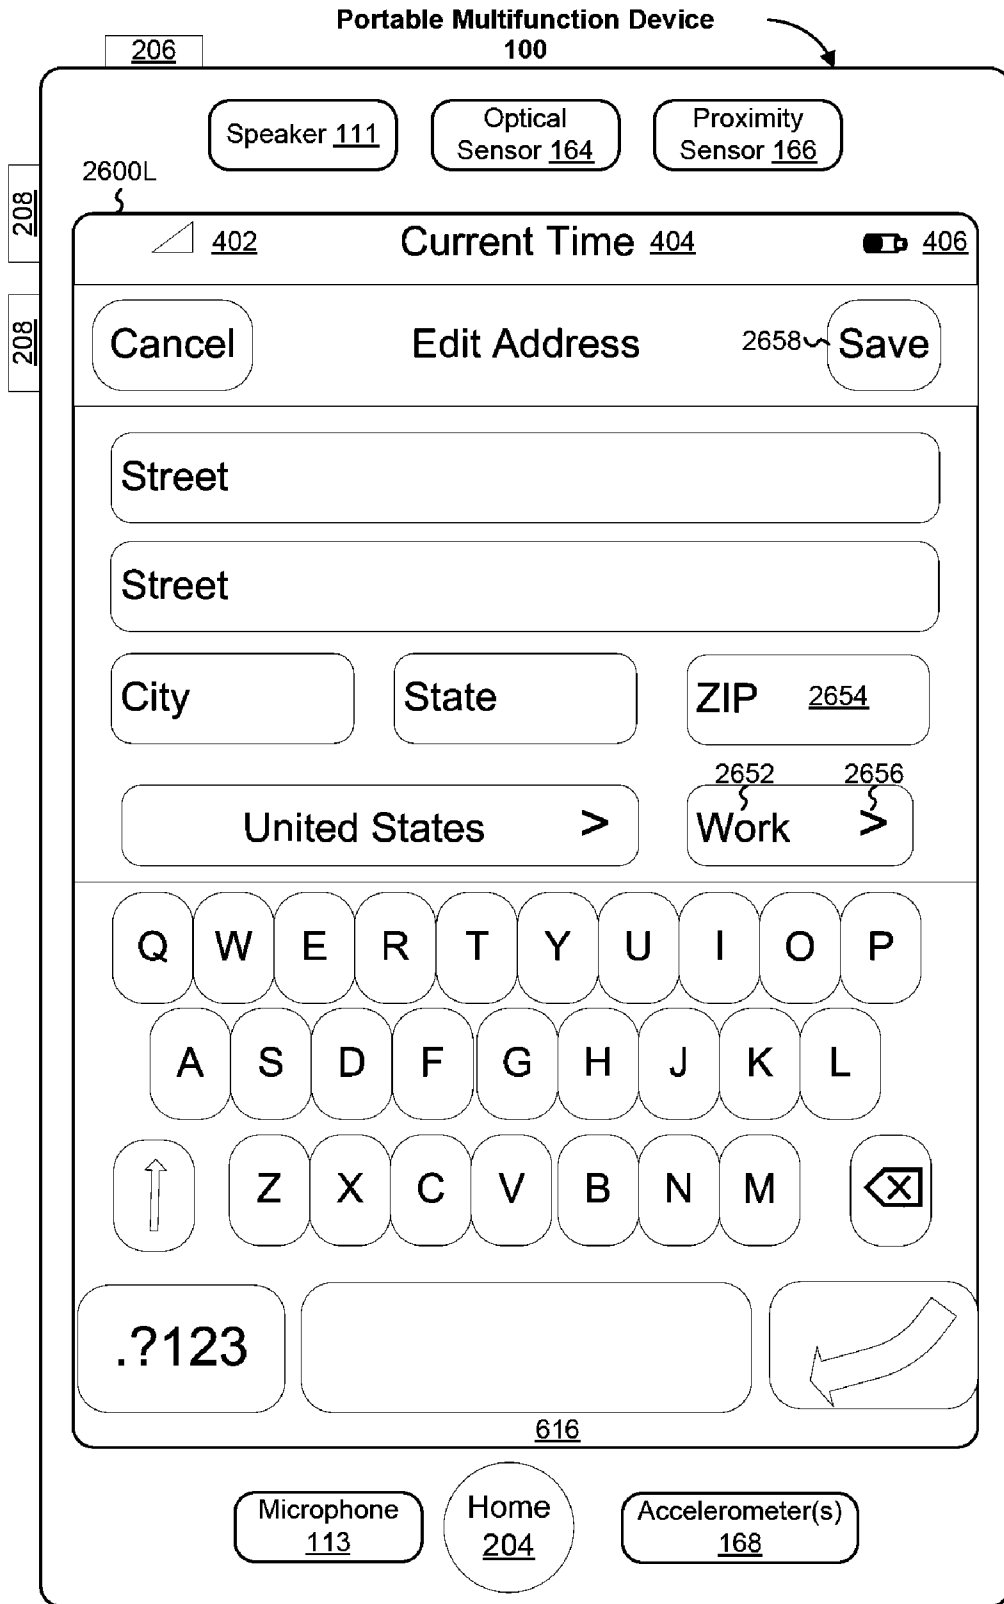 Portable Multifunction Device
100
206
Speaker 111
Optical
Sensor 164
Proximity
Sensor 166
2600L
208
208
402
Current Time 404
406
Cancel
Edit Address
2658
Save
Street
Street
City
State
ZIP 2654
2652
2656
United States >
Work >
Q W E R T Y U I O P
A S D F G H J K L
Z X C V B N M
.?123
616
Microphone
113
Home
204
Accelerometer(s)
168